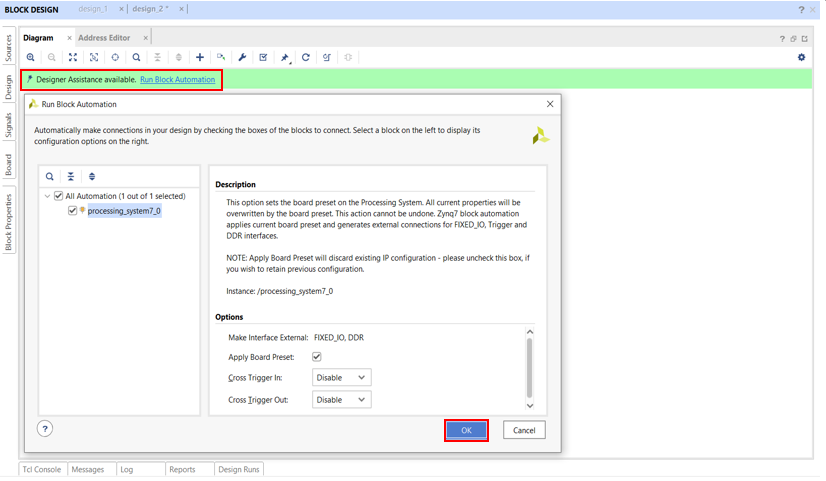 BLOCK DESIGN
design_1 ×
design_2 * ×
? ×
Diagram ×
Address Editor ×
?
Sources
Design
Signals
Board
Block Properties
Designer Assistance available. Run Block Automation
Run Block Automation
Automatically make connections in your design by checking the boxes of the blocks to connect. Select a block on the left to display its
configuration options on the right.
All Automation (1 out of 1 selected)
processing_system7_0
Description
This option sets the board preset on the Processing System. All current properties will be
overwritten by the board preset. This action cannot be undone. Zynq7 block automation
applies current board preset and generates external connections for FIXED_IO, Trigger and
DDR interfaces.
NOTE: Apply Board Preset will discard existing IP configuration - please uncheck this box, if
you wish to retain previous configuration.
Instance: /processing_system7_0
Options
Make Interface External: FIXED_IO, DDR
Apply Board Preset:
Cross Trigger In: Disable
Cross Trigger Out: Disable
?
OK
Cancel
Tcl Console
Messages
Log
Reports
Design Runs